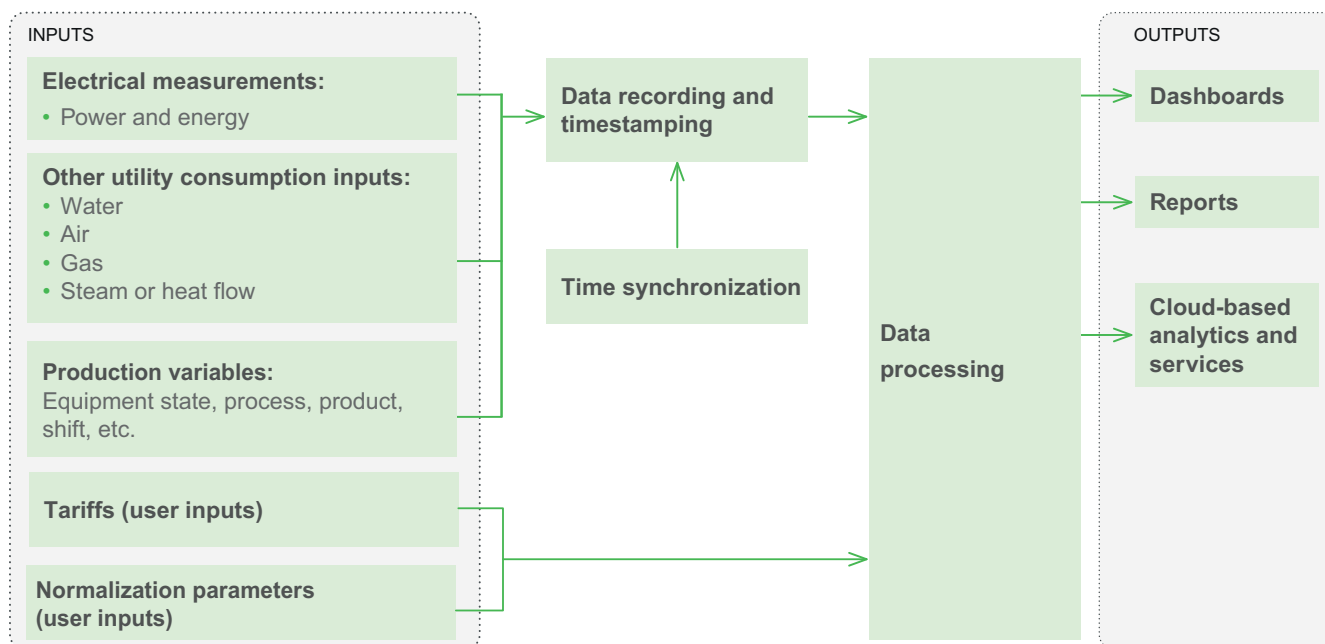 INPUTS
Electrical measurements:
• Power and energy
Other utility consumption inputs:
• Water
• Air
• Gas
• Steam or heat flow
Production variables:
Equipment state, process, product,
shift, etc.
Tariffs (user inputs)
Normalization parameters
(user inputs)
Data recording and
timestamping
Time synchronization
Data
processing
OUTPUTS
Dashboards
Reports
Cloud-based
analytics and
services